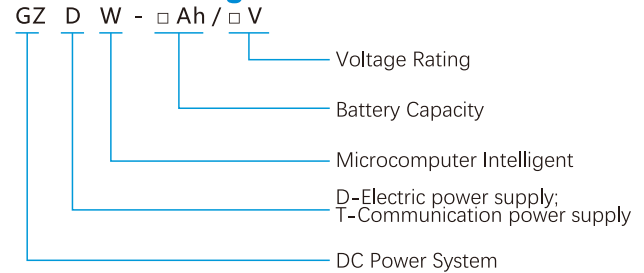 GZ D W - □ Ah / □ V
Voltage Rating
Battery Capacity
Microcomputer Intelligent
D-Electric power supply;
T-Communication power supply
DC Power System